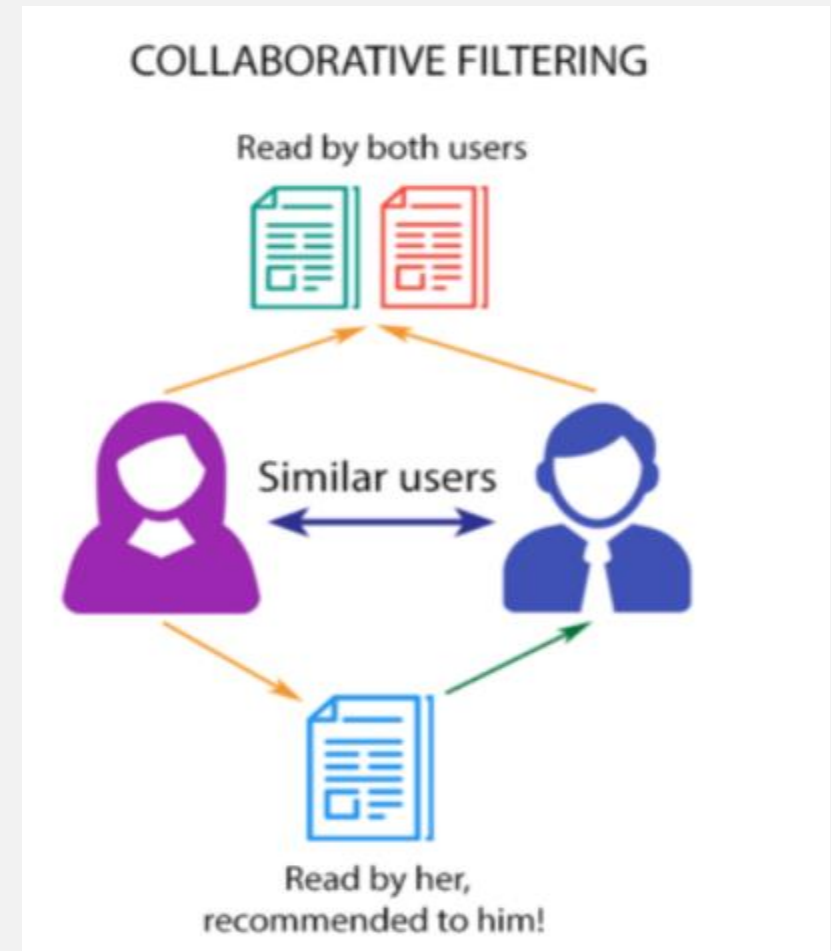 COLLABORATIVE FILTERING
Read by both users
Similar users
Read by her,
recommended to him!